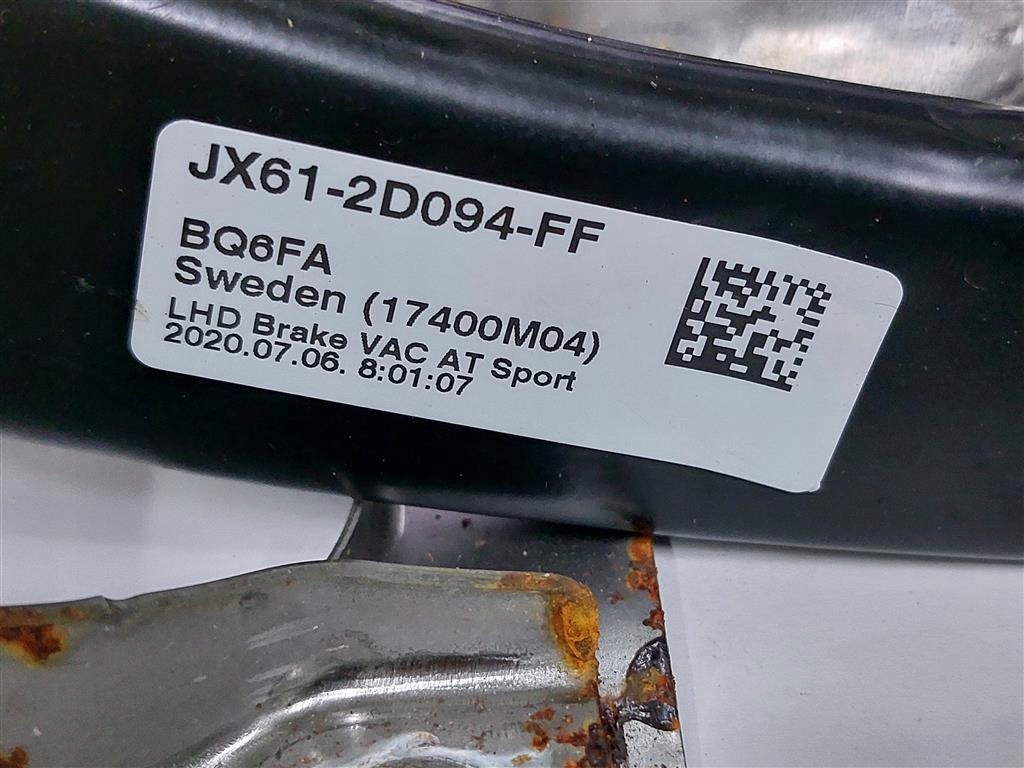 JX61-2D094-FF
BQ6FA
Sweden (17400M04)
LHD Brake VAC AT Sport
2020.07.06. 8:01:07